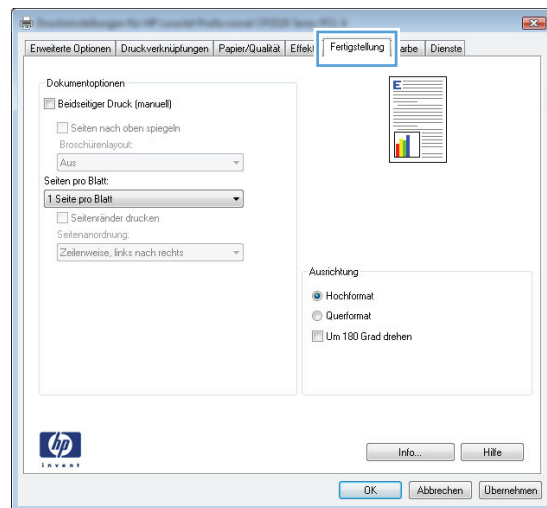 Erweiterte Optionen Druckverknüpfungen Papier/Qualität Effek Fertigstellung arbe Dienste
Dokumentoptionen
Beidseitiger Druck (manuell)
Seiten nach oben spiegeln
Broschürenlayout:
Aus
Seiten pro Blatt:
1 Seite pro Blatt
Seitenränder drucken
Seitenanordnung:
Zeilenweise, links nach rechts
E
Ausrichtung
Hochformat
Querformat
Um 180 Grad drehen
hp
invent
Info... Hilfe
OK Abbrechen Übernehmen